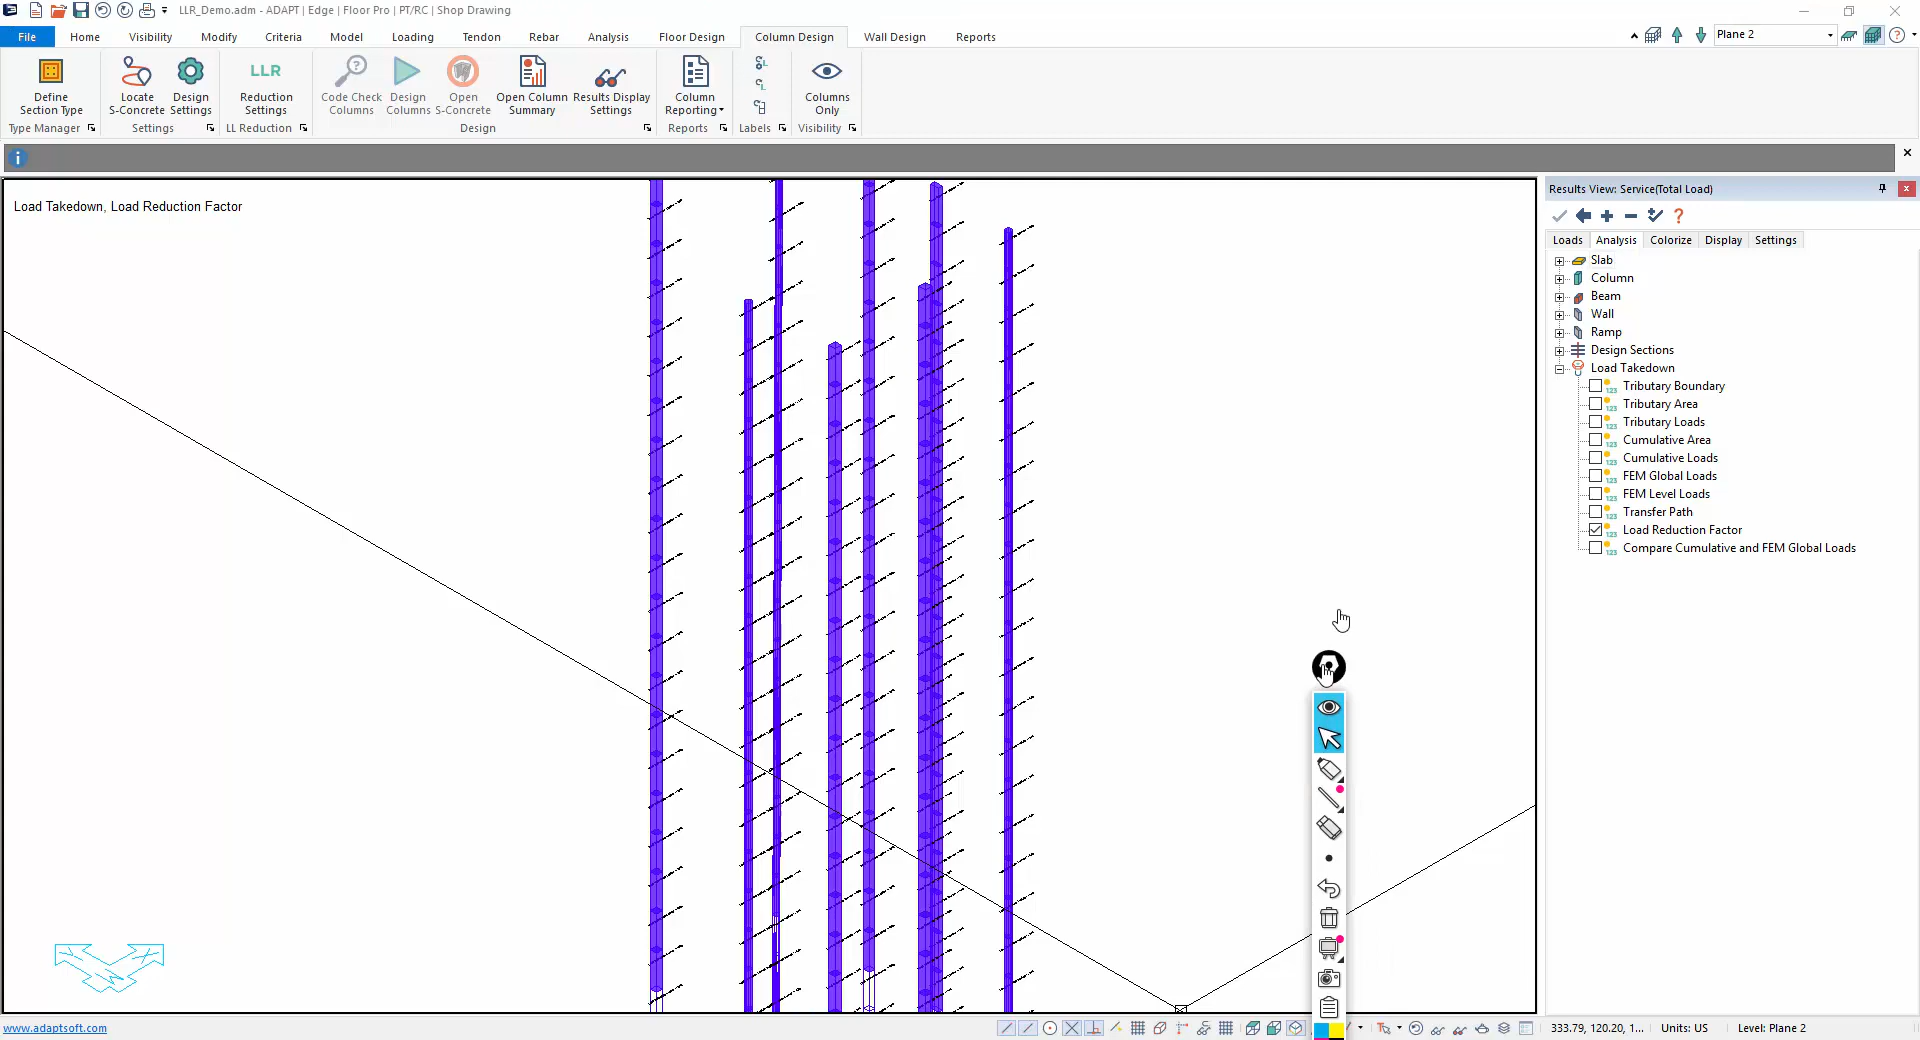 LLR_Demo.adm - ADAPT | Edge | Floor Pro | PT/RC | Shop Drawing
File Home Visibility Modify Criteria Model Loading Tendon Rebar Analysis Floor Design Column Design Wall Design Reports
Plane 2
LLR
Define Section Type
Locate S-Concrete
Design Settings
Reduction Settings
Code Check Columns
Design Columns
Open S-Concrete
Open Column Summary
Results Display Settings
Column Reporting
Columns Only
Type Manager Settings LL Reduction Design Reports Labels Visibility
Load Takedown, Load Reduction Factor
Results View: Service(Total Load)
Loads Analysis Colorize Display Settings
Slab
Column
Beam
Wall
Ramp
Design Sections
Load Takedown
Tributary Boundary
Tributary Area
Tributary Loads
Cumulative Area
Cumulative Loads
FEM Global Loads
FEM Level Loads
Transfer Path
Load Reduction Factor
Compare Cumulative and FEM Global Loads
www.adaptsoft.com
333.79, 120.20, 1... Units: US Level: Plane 2